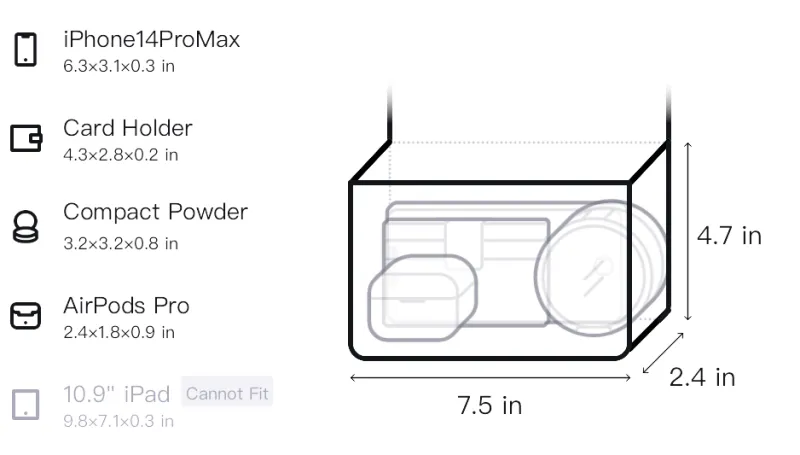 iPhone14ProMax
6.3×3.1×0.3 in
Card Holder
4.3×2.8×0.2 in
Compact Powder
3.2×3.2×0.8 in
AirPods Pro
2.4×1.8×0.9 in
10.9" iPad Cannot Fit
9.8×7.1×0.3 in
4.7 in
2.4 in
7.5 in